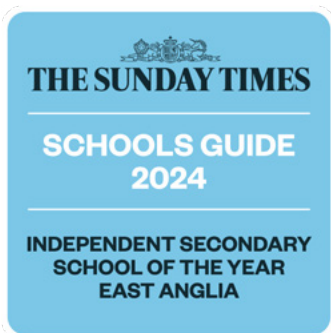 THE SUNDAY TIMES
SCHOOLS GUIDE
2024
INDEPENDENT SECONDARY
SCHOOL OF THE YEAR
EAST ANGLIA